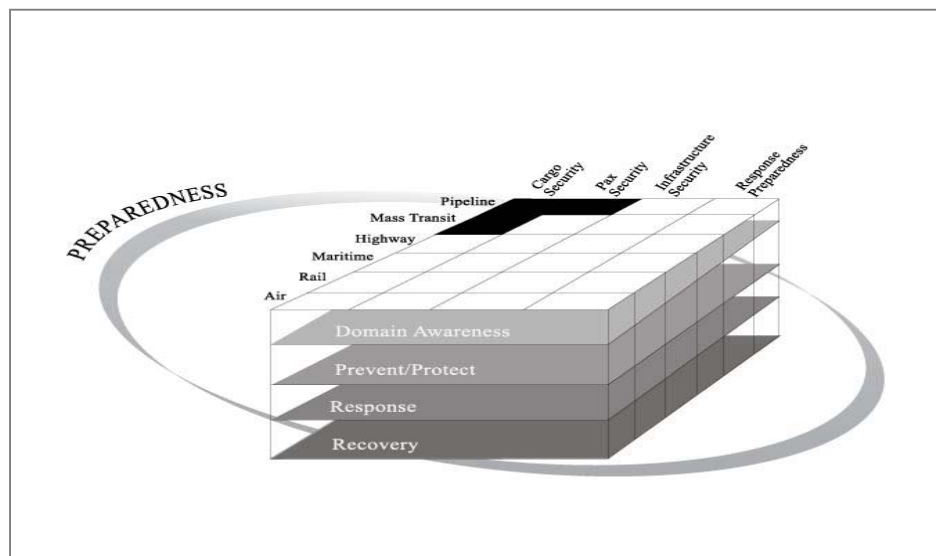 PREPAREDNESS
Cargo
Security
Pax
Security
Infrastructure
Security
Response
Preparedness
Pipeline
Mass Transit
Highway
Maritime
Rail
Air
Domain Awareness
Prevent/Protect
Response
Recovery